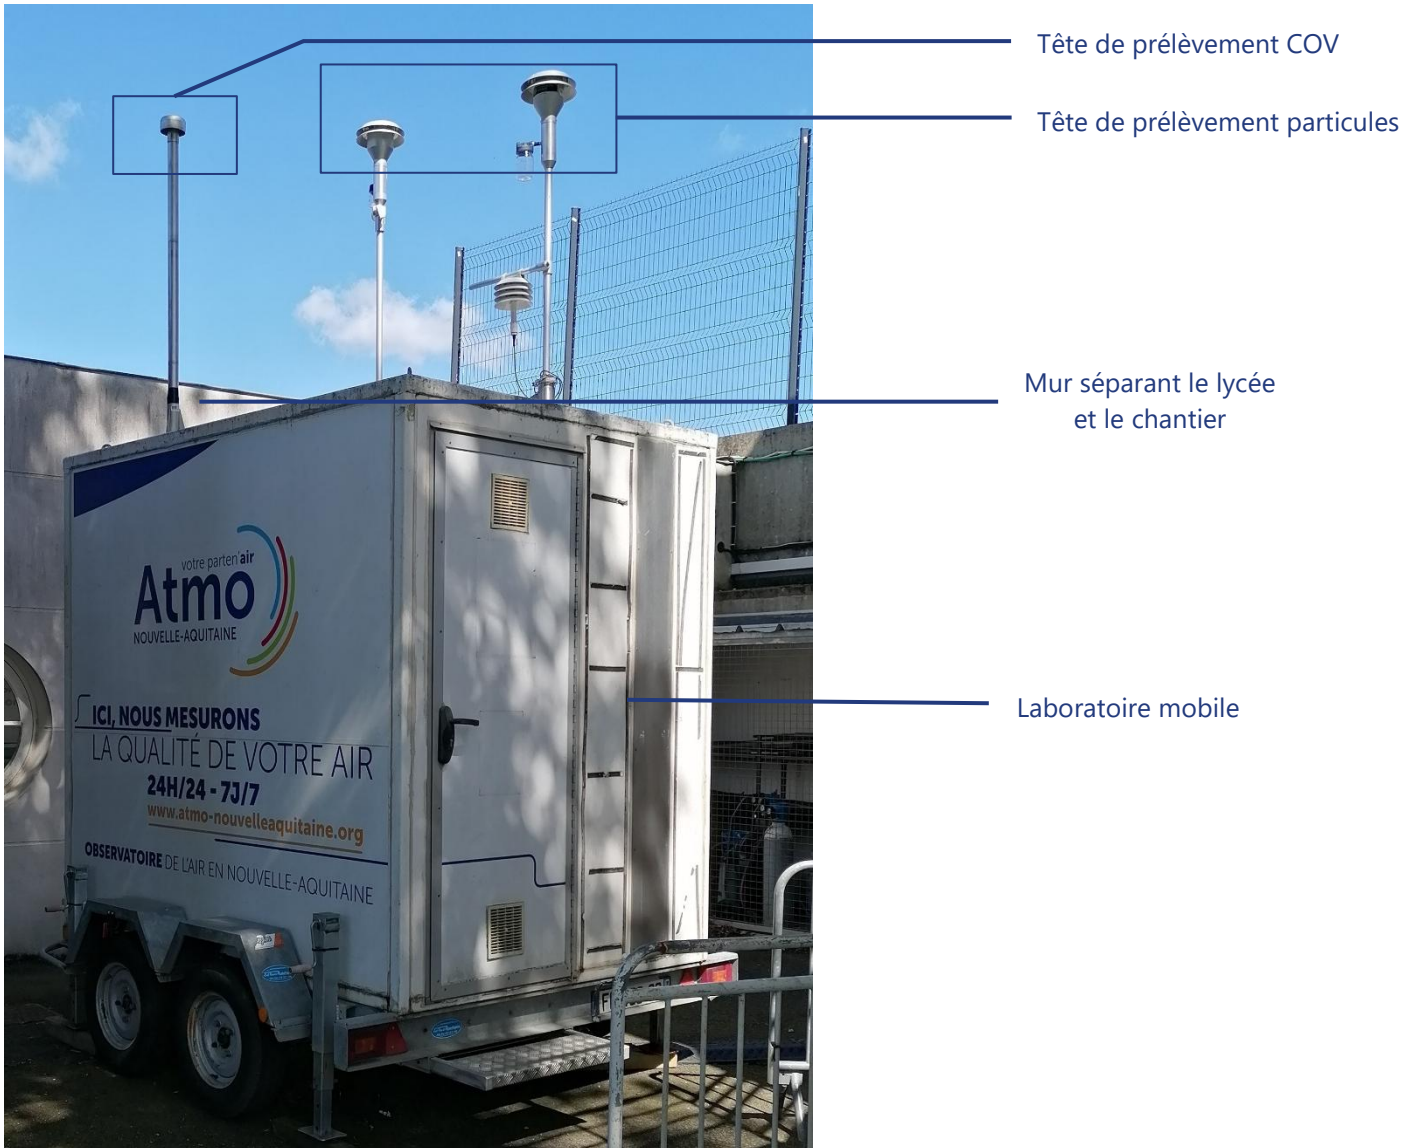 Tête de prélèvement COV
Tête de prélèvement particules
Mur séparant le lycée
et le chantier
Laboratoire mobile
votre parten'air
Atmo
NOUVELLE-AQUITAINE
ICI, NOUS MESURONS
LA QUALITÉ DE VOTRE AIR
24H/24 - 7J/7
www.atmo-nouvelleaquitaine.org
OBSERVATOIRE DE L'AIR EN NOUVELLE-AQUITAINE